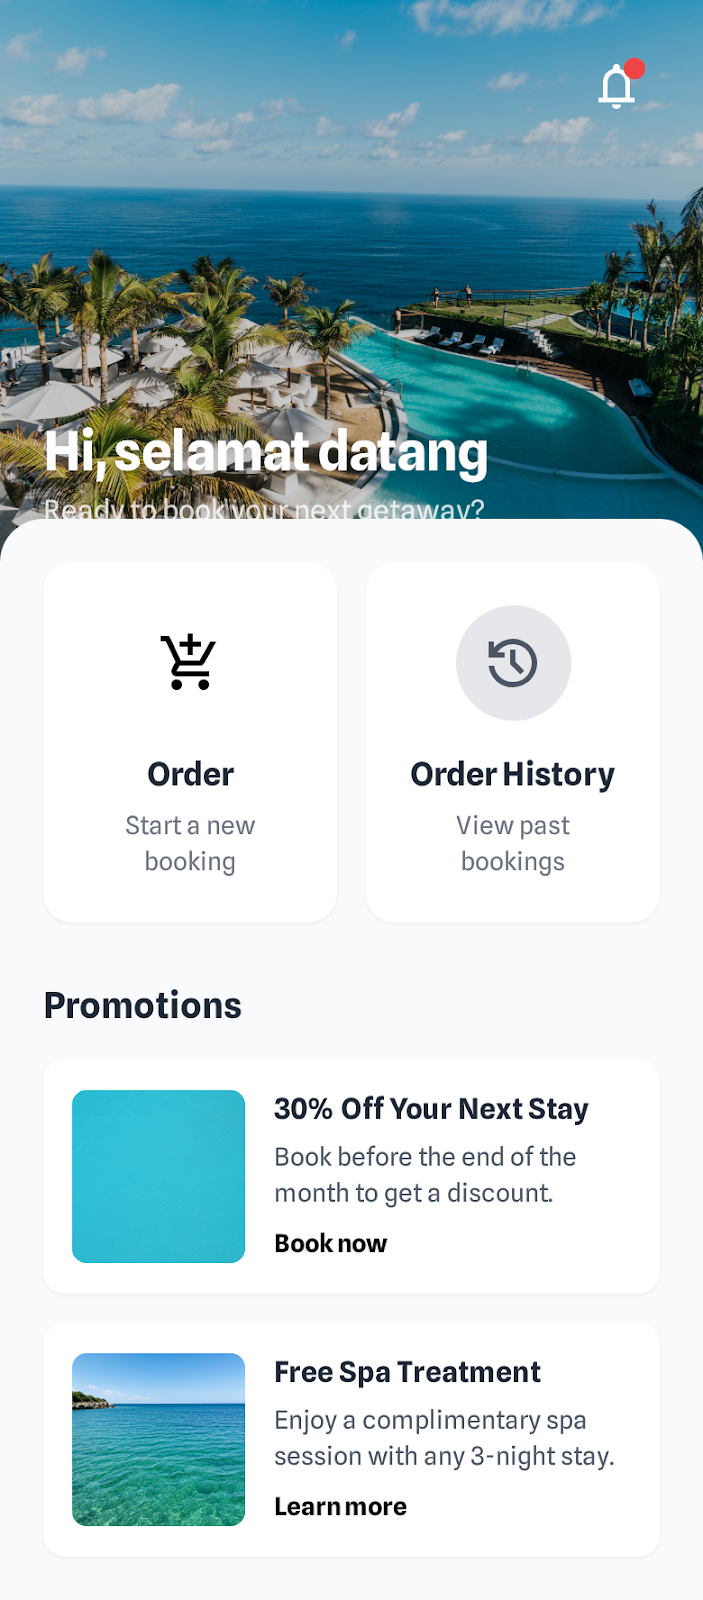 Hi, selamat datang
Ready to book your next getaway?
Order
Start a new
booking
Order History
View past
bookings
Promotions
30% Off Your Next Stay
Book before the end of the
month to get a discount.
Book now
Free Spa Treatment
Enjoy a complimentary spa
session with any 3-night stay.
Learn more